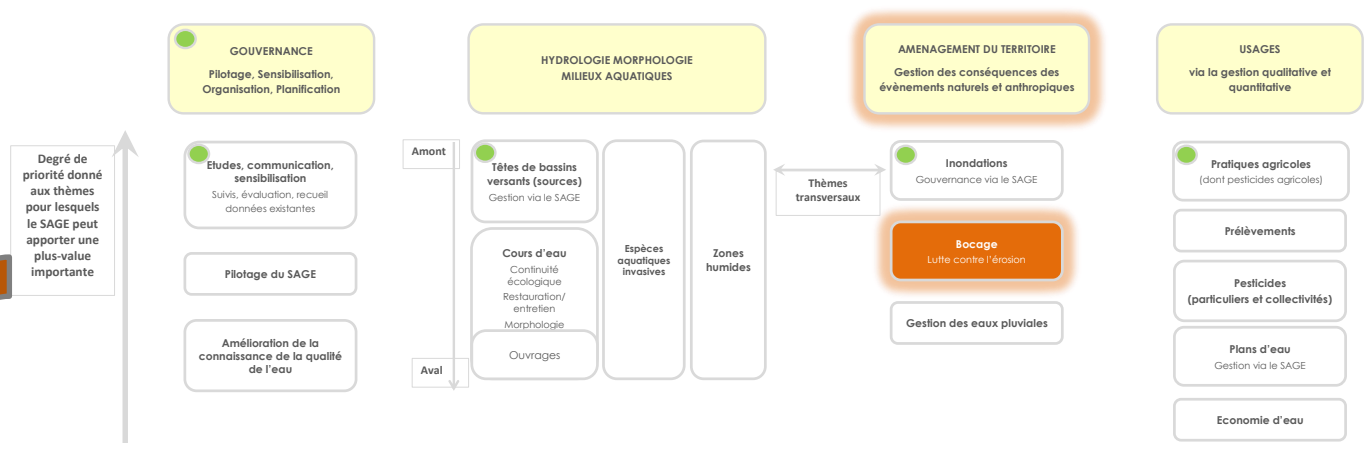 GOUVERNANCE
Pilotage, Sensibilisation,
Organisation, Planification
HYDROLOGIE MORPHOLOGIE
MILIEUX AQUATIQUES
AMENAGEMENT DU TERRITOIRE
Gestion des conséquences des
évènements naturels et anthropiques
USAGES
via la gestion qualitative et
quantitative
Degré de
priorité donné
aux thèmes
pour lesquels
le SAGE peut
apporter une
plus-value
importante
Etudes, communication,
sensibilisation
Suivis, évaluation, recueil
données existantes
Pilotage du SAGE
Amélioration de la
connaissance de la qualité
de l'eau
Amont
Aval
Têtes de bassins
versants (sources)
Gestion via le SAGE
Cours d'eau
Continuité
écologique
Restauration/
entretien
Morphologie
Ouvrages
Espèces
aquatiques
invasives
Zones
humides
Thèmes
transversaux
Inondations
Gouvernance via le SAGE
Bocage
Lutte contre l'érosion
Gestion des eaux pluviales
Pratiques agricoles
(dont pesticides agricoles)
Prélèvements
Pesticides
(particuliers et collectivités)
Plans d'eau
Gestion via le SAGE
Economie d'eau